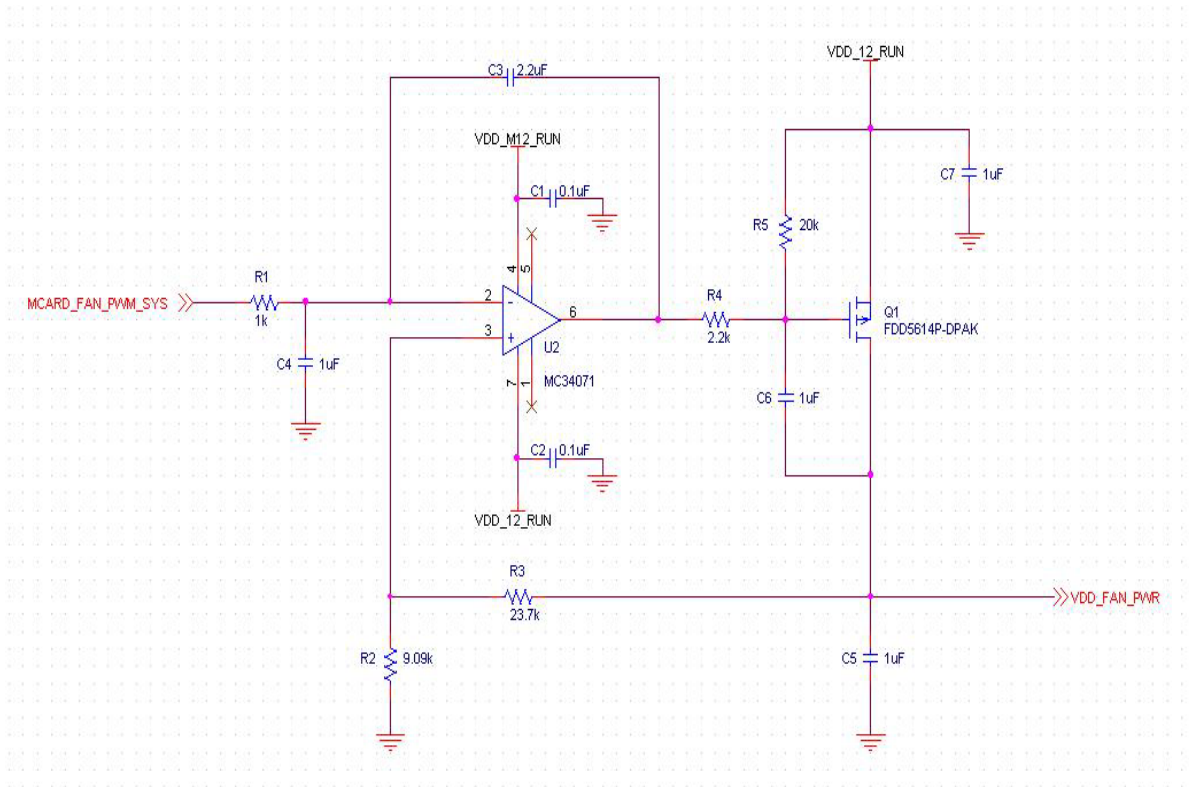 VDD_12_RUN
C3 2.2uF
VDD_M12_RUN
C1 0.1uF
C7 1uF
R5 20k
4 5
MCARD_FAN_PWM_SYS
R1
1k
2
-
3
+
6
U2
MC34071
R4
2.2k
Q1
FDD5614P-DPAK
C4 1uF
7 1
C6 1uF
C2 0.1uF
VDD_12_RUN
R3
23.7k
VDD_FAN_PWR
R2 9.09k
C5 1uF